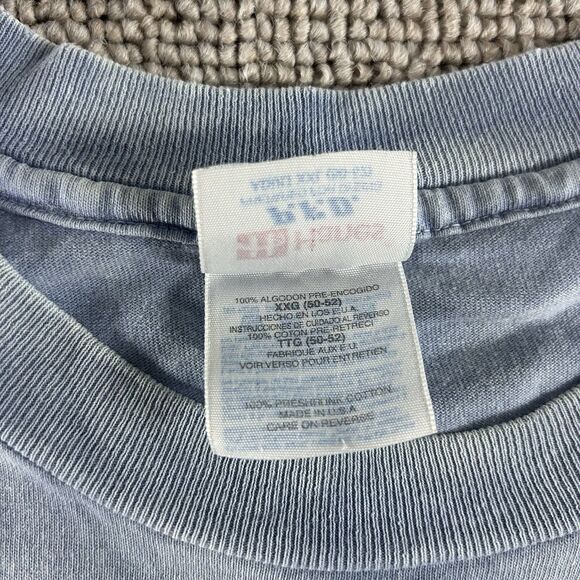 Hanes
P.F.D.
100% ALGODON PRE-ENCOGIDO
XXG (50-52)
HECHO EN LOS E.U.A.
INSTRUCCIONES DE CUIDADO AL REVERSO
100% COTON PRE-RETRECI
TTG (50-52)
FABRIQUE AUX E.U
VOIR VERSO POUR ENTRETIEN
100% PRESHRUNK COTTON
MADE IN U.S.A
CARE ON REVERSE